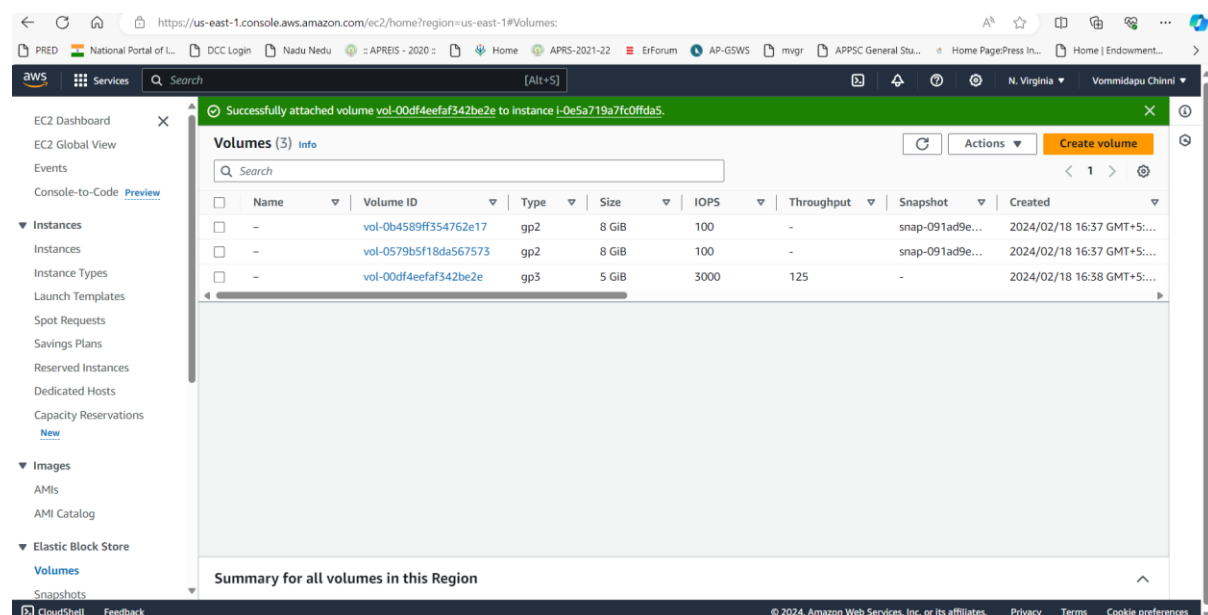 https://us-east-1.console.aws.amazon.com/ec2/home?region=us-east-1#Volumes:
PRED National Portal of I... DCC Login Nadu Nedu :: APREIS - 2020 :: Home APRS-2021-22 ErForum AP-GSWS mvgr APPSC General Stu... Home Page:Press In... Home | Endowment...
aws Services Search [Alt+S] N. Virginia Vommidapu Chinni
EC2 Dashboard
EC2 Global View
Events
Console-to-Code Preview
Instances
Instances
Instance Types
Launch Templates
Spot Requests
Savings Plans
Reserved Instances
Dedicated Hosts
Capacity Reservations
New
Images
AMIs
AMI Catalog
Elastic Block Store
Volumes
Snapshots
Successfully attached volume vol-00df4eefaf342be2e to instance i-0e5a719a7fc0ffda5.
Volumes (3) Info Actions Create volume
Search 1
Name Volume ID Type Size IOPS Throughput Snapshot Created
– vol-0b4589ff354762e17 gp2 8 GiB 100 - snap-091ad9e... 2024/02/18 16:37 GMT+5:...
– vol-0579b5f18da567573 gp2 8 GiB 100 - snap-091ad9e... 2024/02/18 16:37 GMT+5:...
– vol-00df4eefaf342be2e gp3 5 GiB 3000 125 - 2024/02/18 16:38 GMT+5:...
Summary for all volumes in this Region
CloudShell Feedback © 2024, Amazon Web Services, Inc. or its affiliates. Privacy Terms Cookie preferences